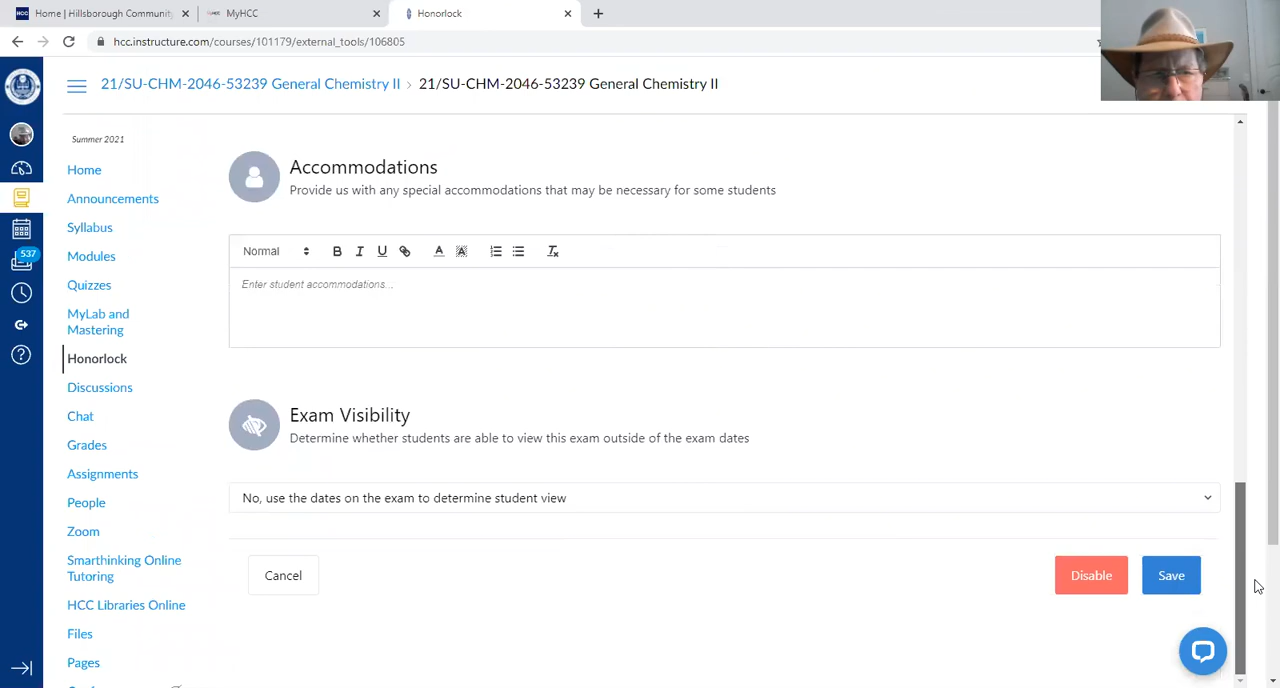 Home | Hillsborough Community
MyHCC
Honorlock
hcc.instructure.com/courses/101179/external_tools/106805
21/SU-CHM-2046-53239 General Chemistry II › 21/SU-CHM-2046-53239 General Chemistry II
Summer 2021
Home
Announcements
Syllabus
Modules
Quizzes
MyLab and
Mastering
Honorlock
Discussions
Chat
Grades
Assignments
People
Zoom
Smarthinking Online
Tutoring
HCC Libraries Online
Files
Pages
537
Accommodations
Provide us with any special accommodations that may be necessary for some students
Normal
B I U A A
Enter student accommodations...
Exam Visibility
Determine whether students are able to view this exam outside of the exam dates
No, use the dates on the exam to determine student view
Cancel
Disable
Save